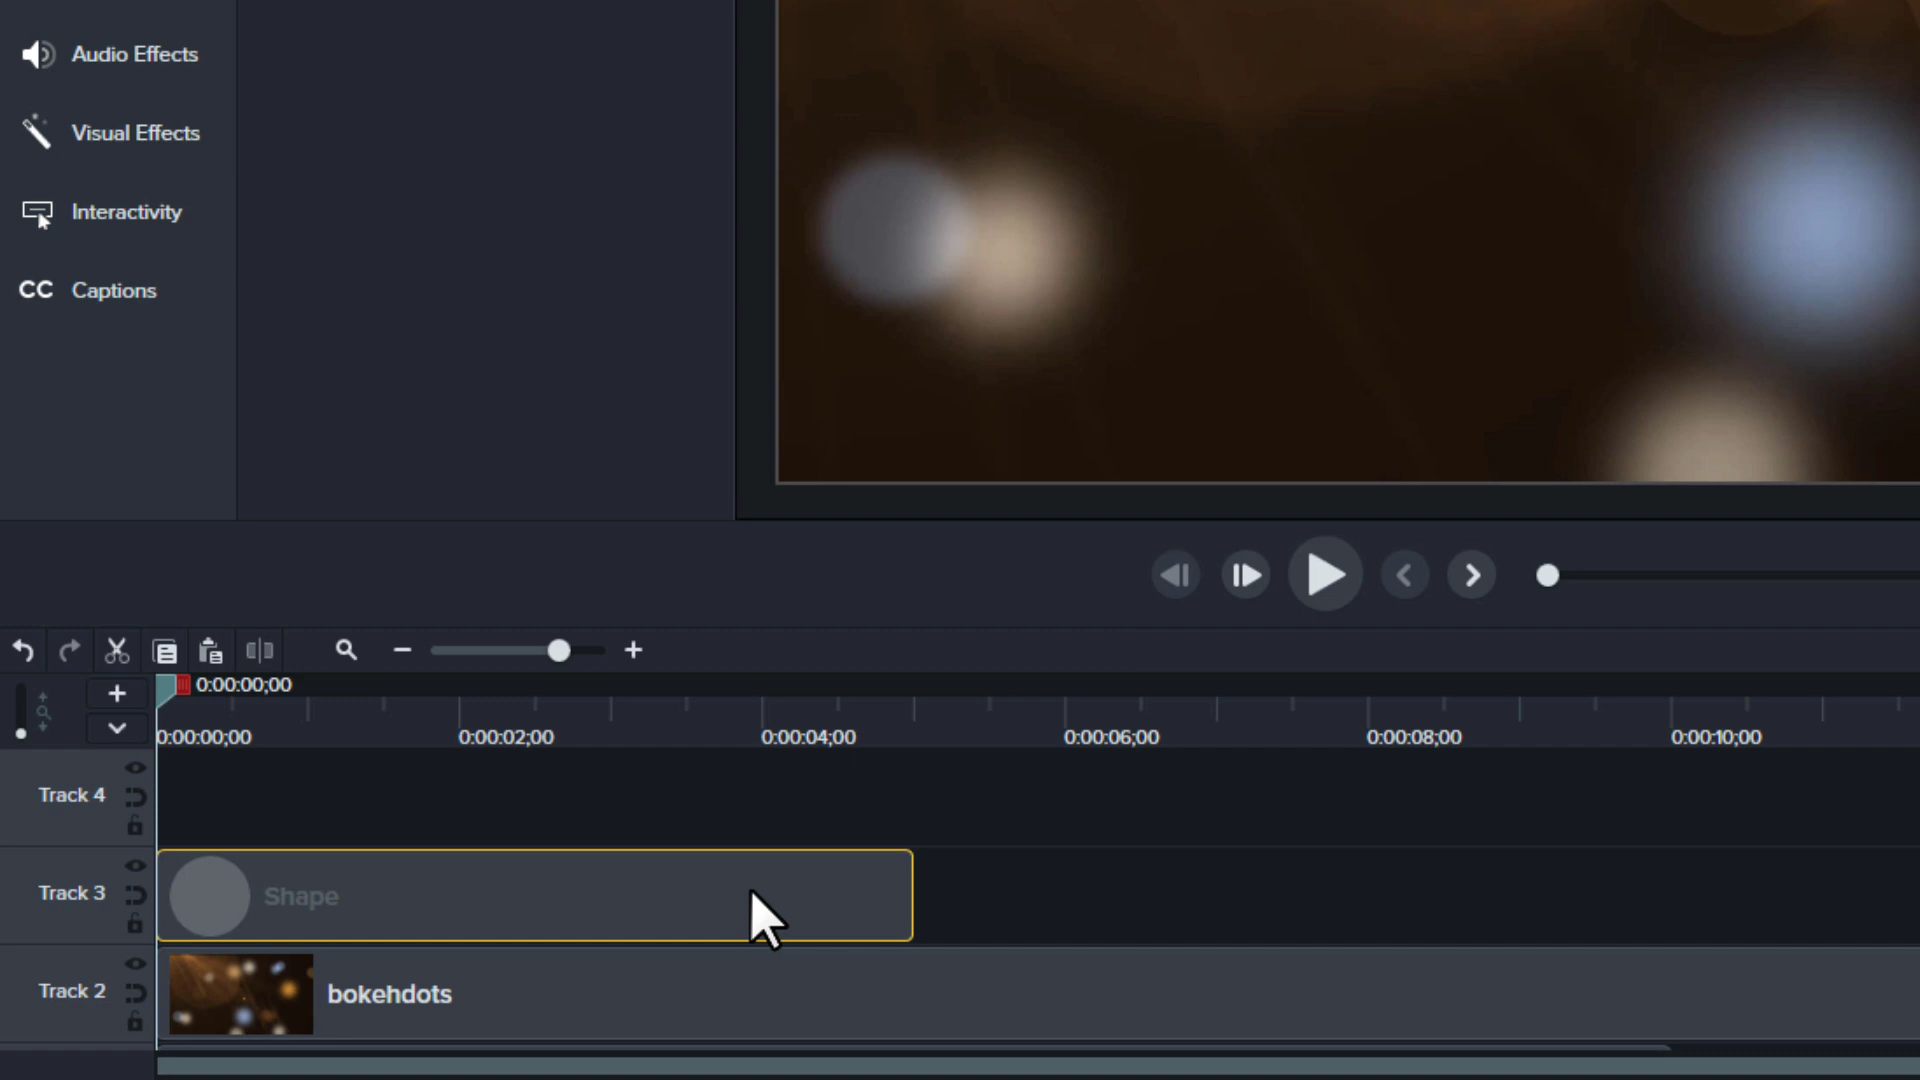 Audio Effects
Visual Effects
Interactivity
CC Captions
0:00:00;00
0:00:00;00 0:00:02;00 0:00:04;00 0:00:06;00 0:00:08;00 0:00:10;00
Track 4
Track 3
Shape
Track 2
bokehdots